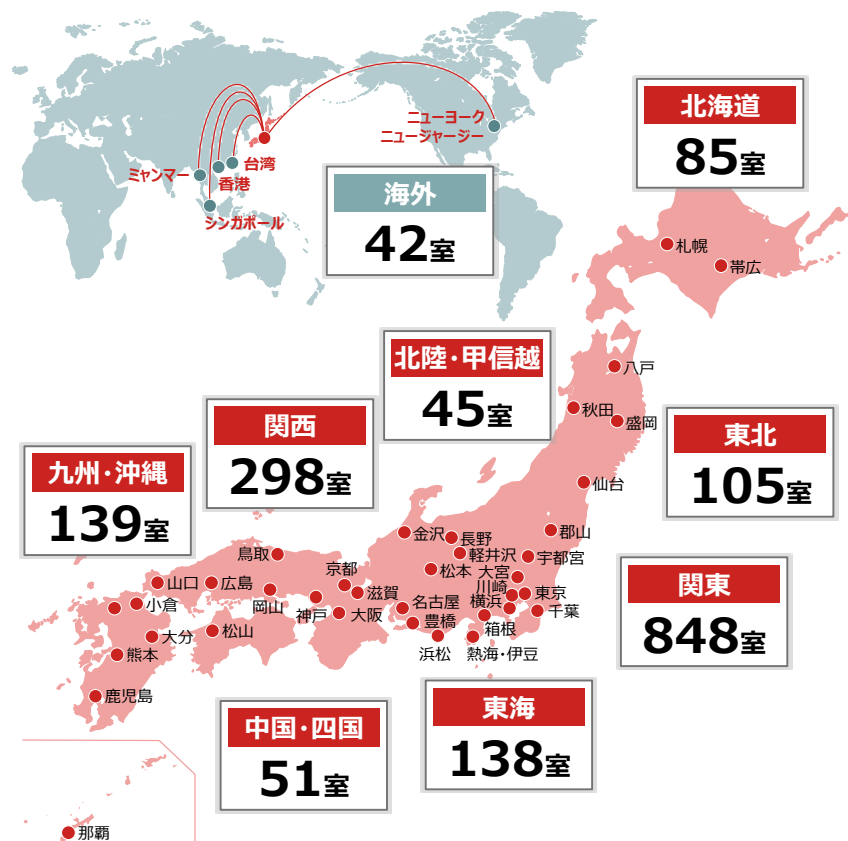 ニューヨーク
ニュージャージー
台湾
香港
ミャンマー
シンガポール
海外
42室
北海道
85室
札幌
帯広
北陸・甲信越
45室
八戸
秋田
盛岡
仙台
東北
105室
関西
298室
九州・沖縄
139室
郡山
金沢
長野
軽井沢
宇都宮
松本
大宮
川崎
東京
横浜
千葉
箱根
熱海・伊豆
関東
848室
鳥取
京都
滋賀
山口
広島
岡山
神戸
大阪
名古屋
豊橋
浜松
小倉
大分
松山
熊本
鹿児島
中国・四国
51室
東海
138室
那覇